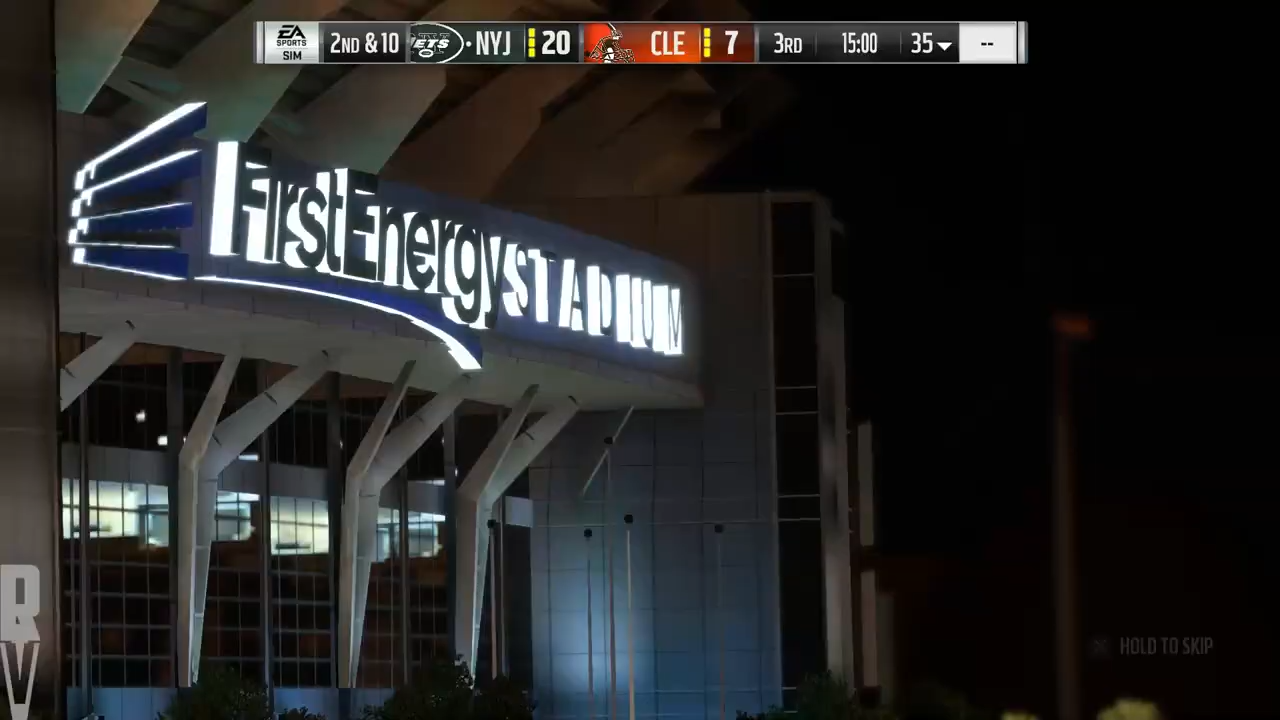 EA SPORTS SIM 2ND & 10 JETS NYJ 20 CLE 7 3RD 15:00 35 --
FirstEnergy STADIUM
RV
HOLD TO SKIP